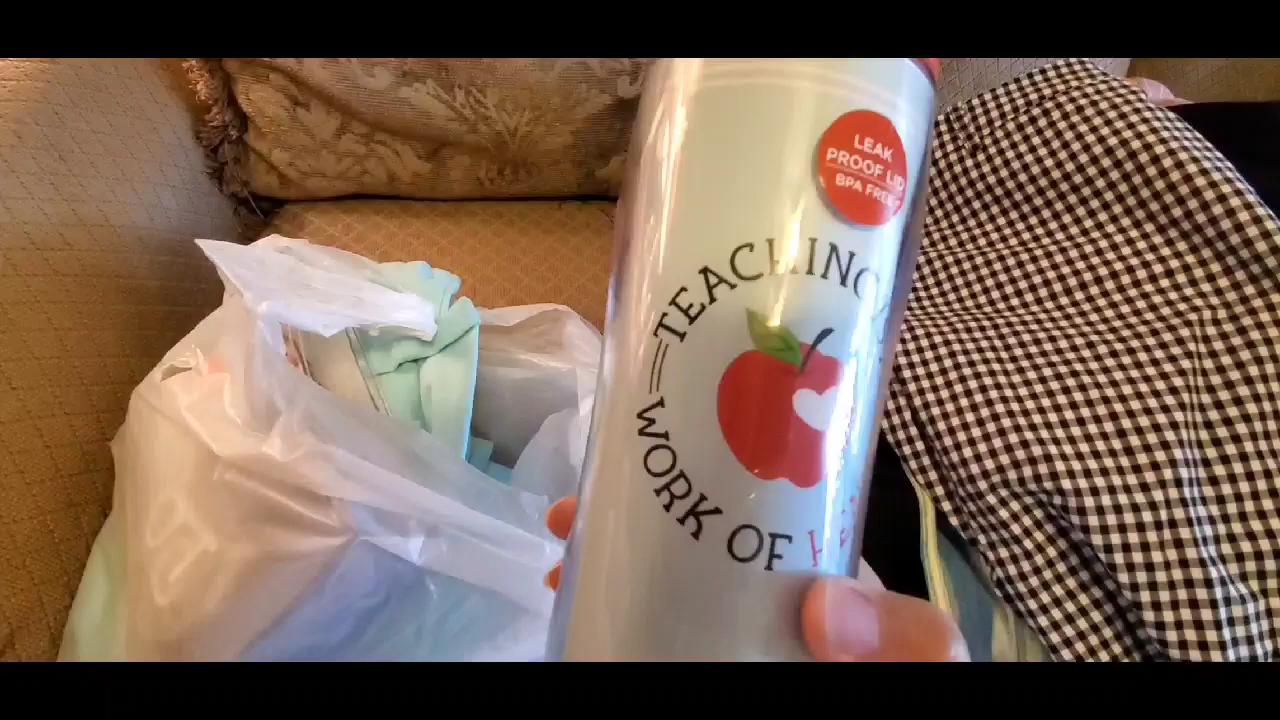 LEAK
PROOF LID
BPA FREE
TEACHING
WORK OF